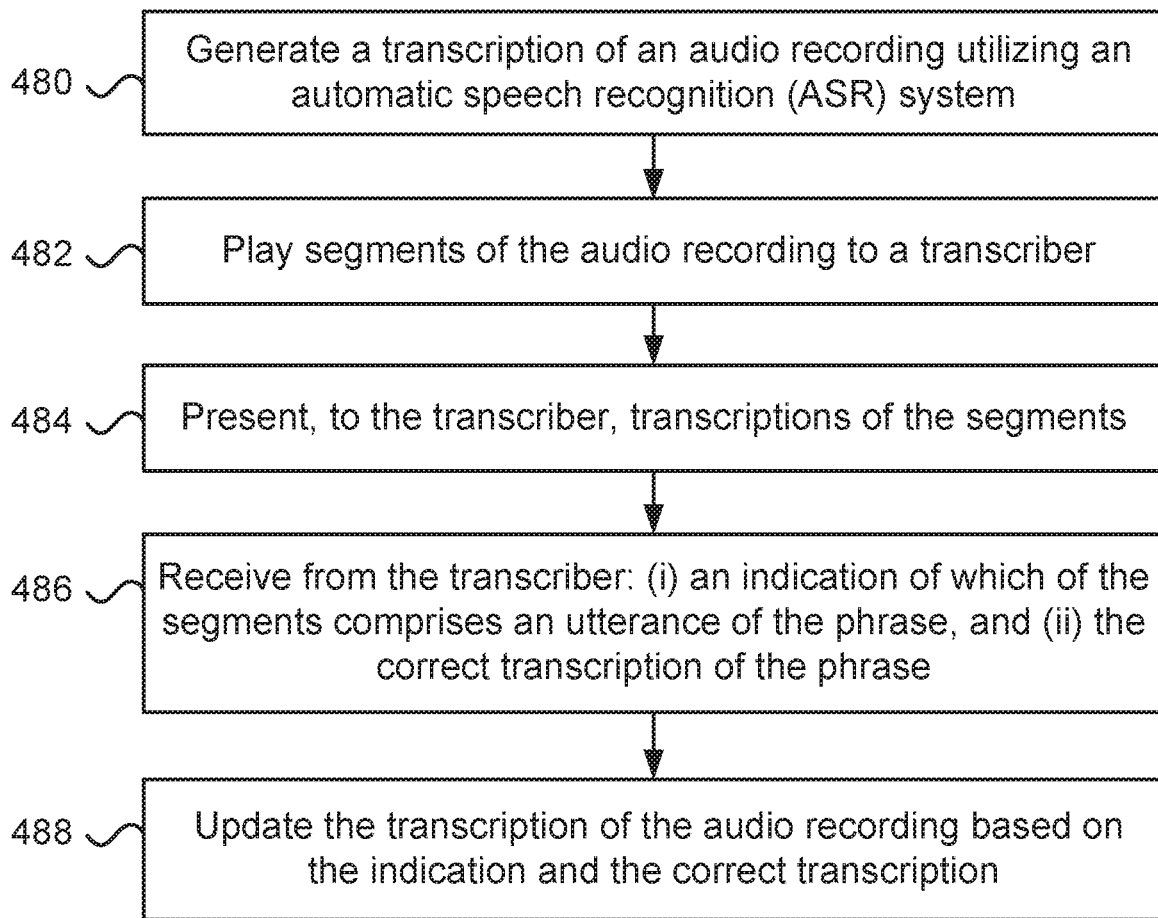 480
Generate a transcription of an audio recording utilizing an
automatic speech recognition (ASR) system
482
Play segments of the audio recording to a transcriber
484
Present, to the transcriber, transcriptions of the segments
486
Receive from the transcriber: (i) an indication of which of the
segments comprises an utterance of the phrase, and (ii) the
correct transcription of the phrase
488
Update the transcription of the audio recording based on
the indication and the correct transcription